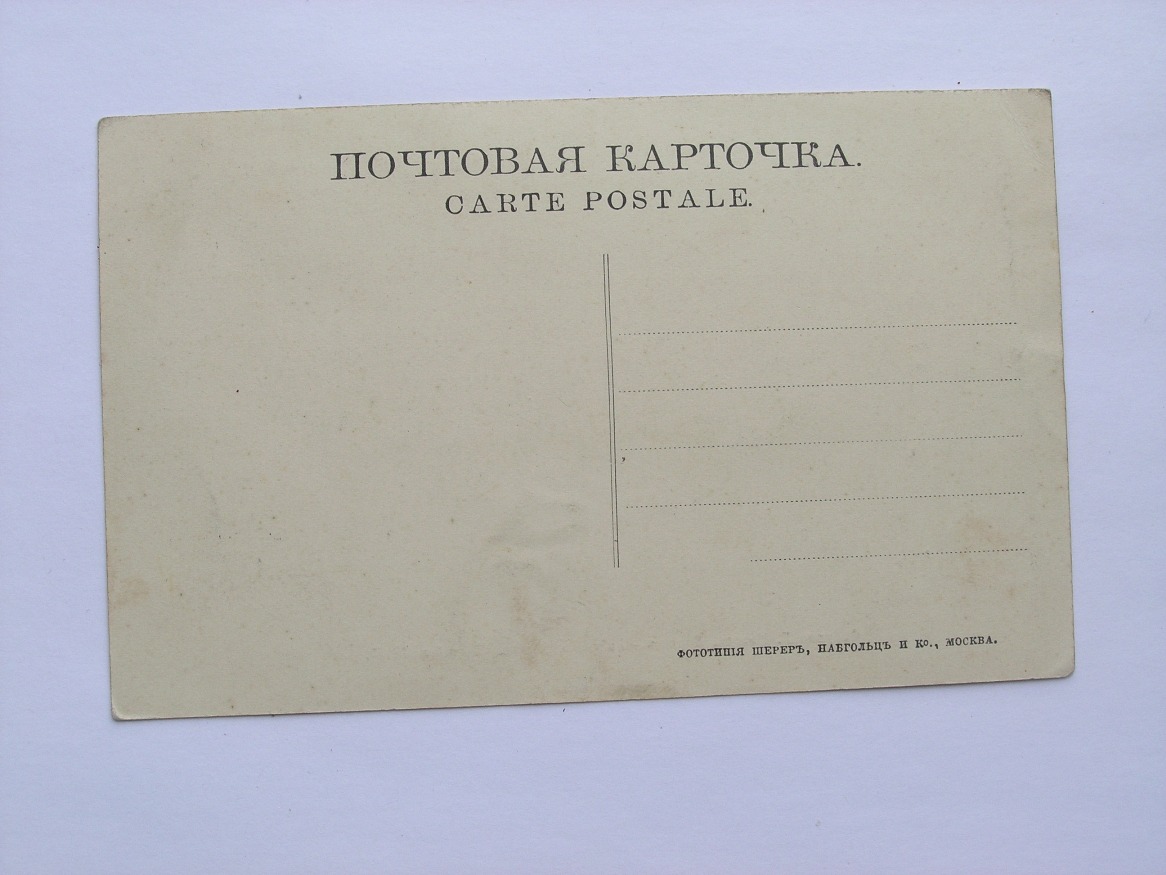 ПОЧТОВАЯ КАРТОЧКА.
CARTE POSTALE.
ФОТОТИПІЯ ШЕРЕРЪ, НАБГОЛЬЦЪ И Ко., МОСКВА.